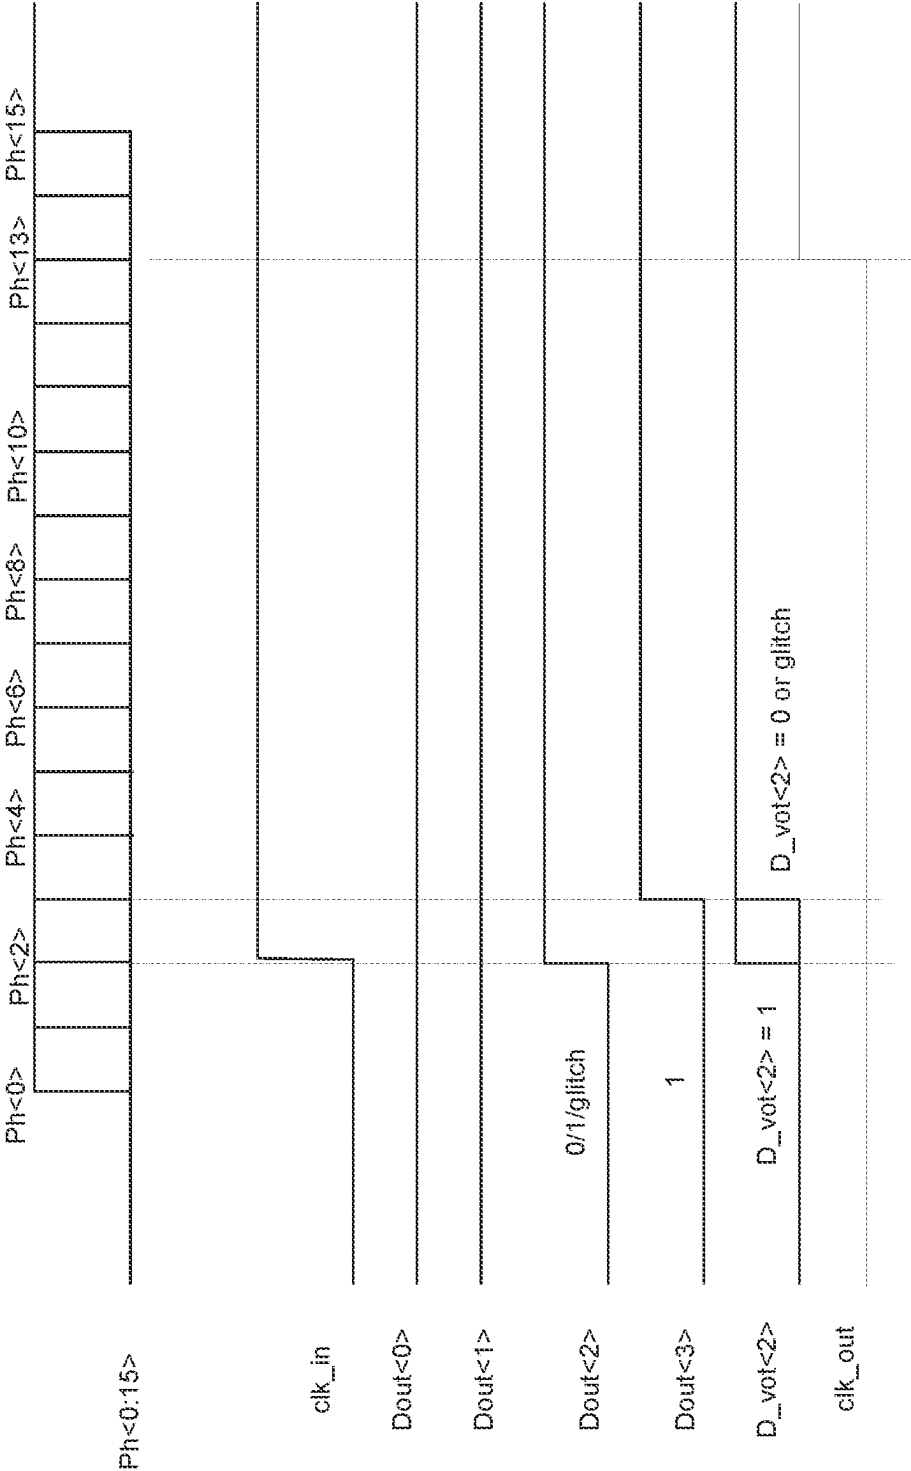 Ph<0:15>
Ph<0>
Ph<2>
Ph<4>
Ph<6>
Ph<8>
Ph<10>
Ph<13>
Ph<15>
clk_in
Dout<0>
Dout<1>
Dout<2>
0/1/glitch
Dout<3>
1
D_vot<2>
D_vot<2> = 1
D_vot<2> = 0 or glitch
clk_out